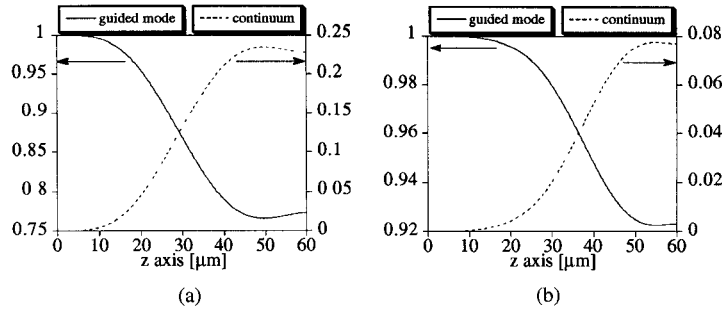 guided mode continuum
1 0.25
0.95 0.2
0.9 0.15
0.85 0.1
0 8 0 05
0.75 0
0 10 20 30 40 50 60
z axis [μm]
(a)
guided mode continuum
1 0.08
0.98 0.06
0.96 0.04
0.94 0.02
0.92 0
0 10 20 30 40 50 60
z axis [μm]
(b)